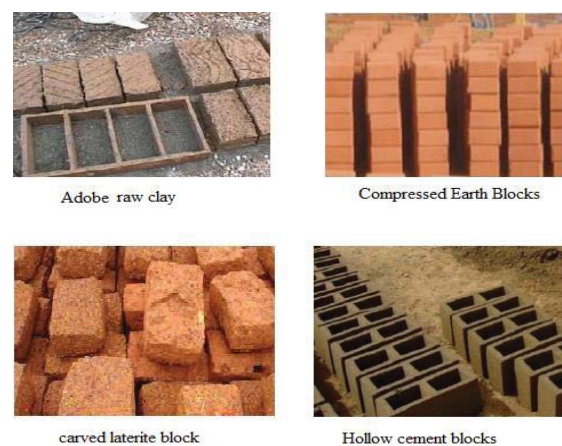 Adobe raw clay
Compressed Earth Blocks
carved laterite block
Hollow cement blocks